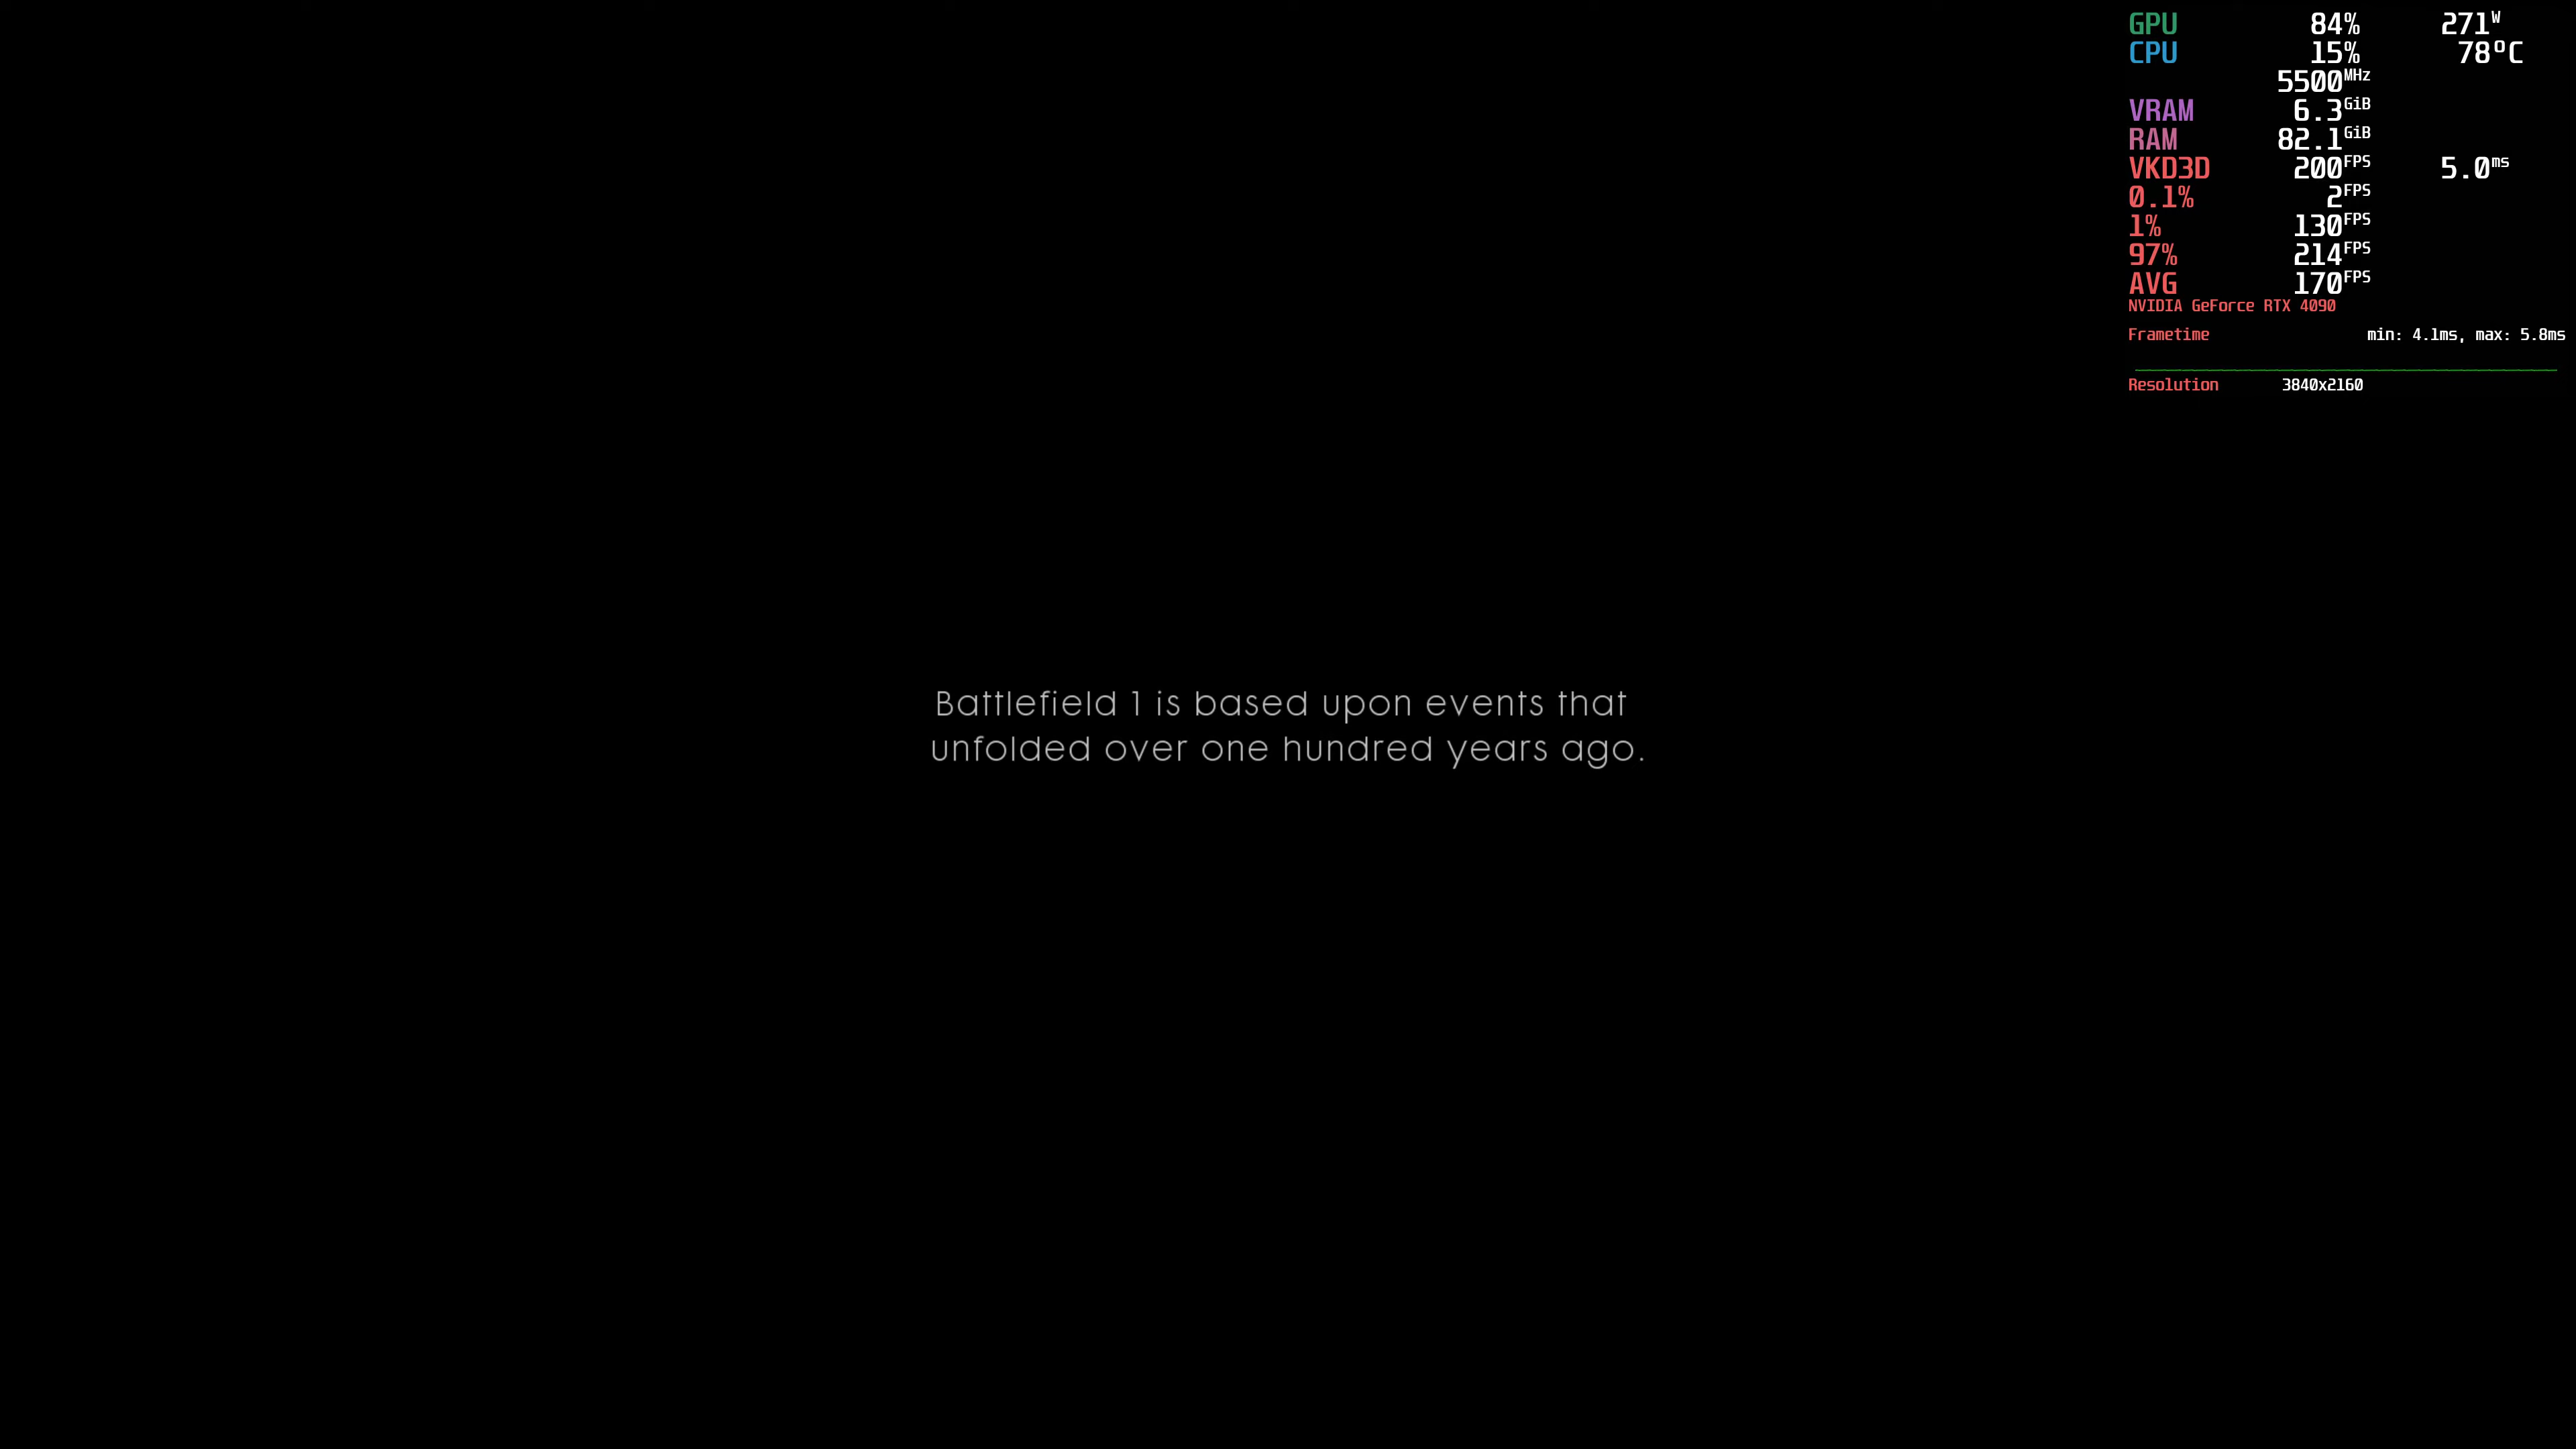 GPU 84% 271W
CPU 15% 78°C
5500MHz
VRAM 6.3GiB
RAM 82.1GiB
VKD3D 200FPS 5.0ms
0.1% 2FPS
1% 130FPS
97% 214FPS
AVG 170FPS
NVIDIA GeForce RTX 4090
Frametime min: 4.1ms, max: 5.8ms
Resolution 3840x2160
Battlefield 1 is based upon events that
unfolded over one hundred years ago.